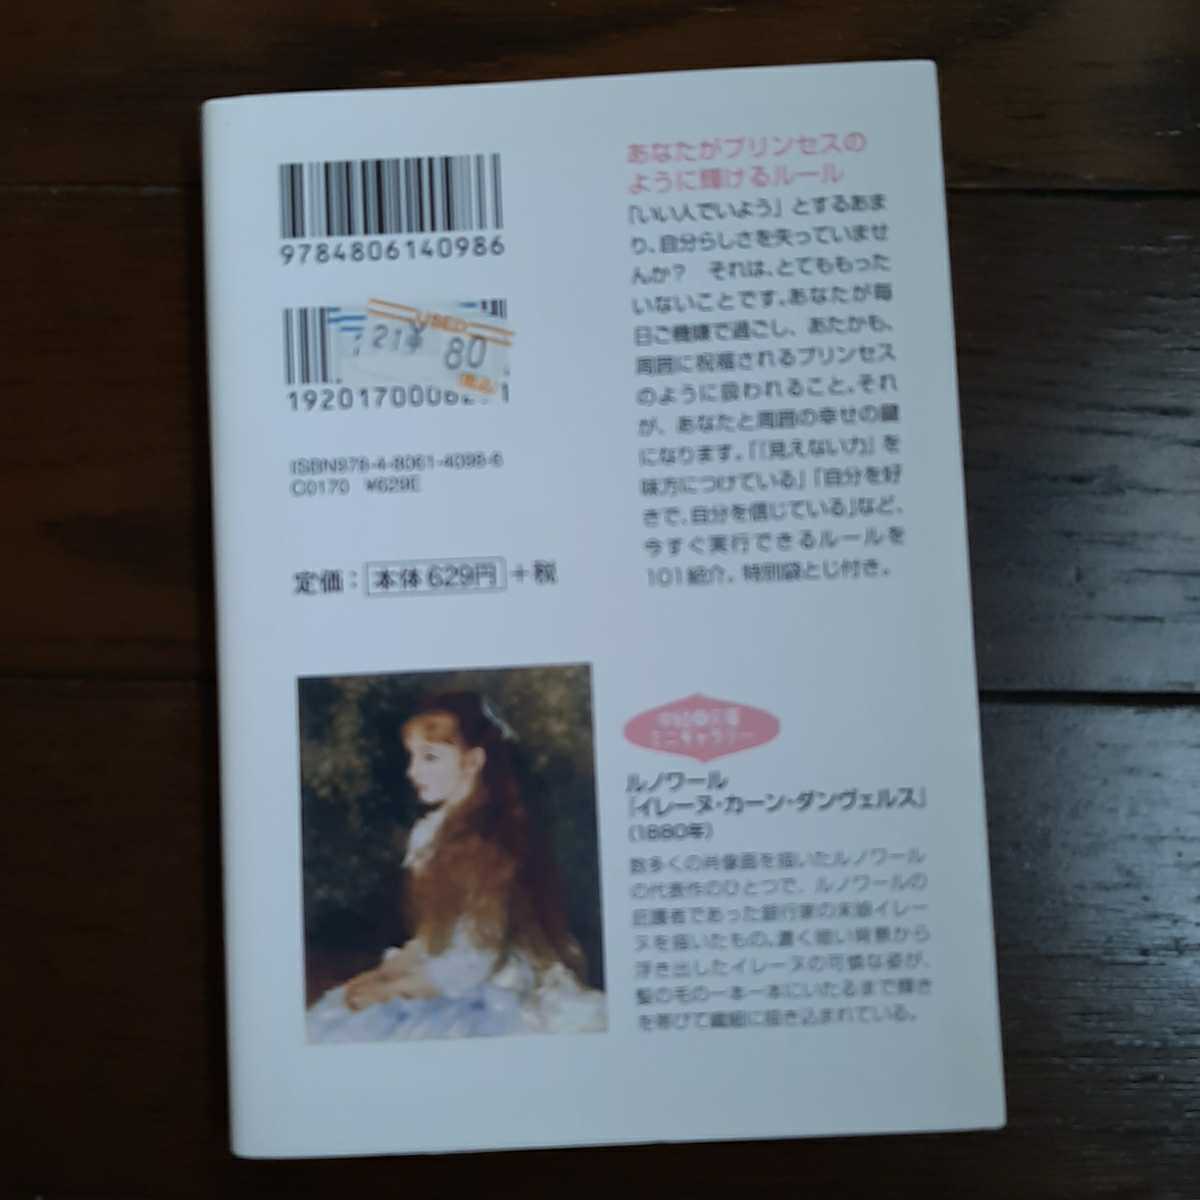 9784806140986
USED
7 21 ¥ 80
(税込)
192017000629 1
ISBN978-4-8061-4098-6
C0170 ¥629E
定価：本体629円＋税
あなたがプリンセスの
ように輝けるルール
「いい人でいよう」とするあま
り、自分らしさを失っていませ
んか？ それは、とてももった
いないことです。あなたが毎
日ご機嫌で過ごし、あたかも、
周囲に祝福されるプリンセス
のように扱われること。それ
が、あなたと周囲の幸せの鍵
になります。「「見えない力」を
味方につけている」「自分を好
きで、自分を信じている」など、
今すぐ実行できるルールを
101紹介。特別袋とじ付き。
中経の文庫
ミニギャラリー
ルノワール
『イレーヌ・カーン・ダンヴェルス』
(1880年)
数多くの肖像画を描いたルノワール
の代表作のひとつで、ルノワールの
庇護者であった銀行家の末娘イレー
ヌを描いたもの。濃く暗い背景から
浮き出したイレーヌの可憐な姿が、
髪の毛の一本一本にいたるまで輝き
を帯びて繊細に描き込まれている。